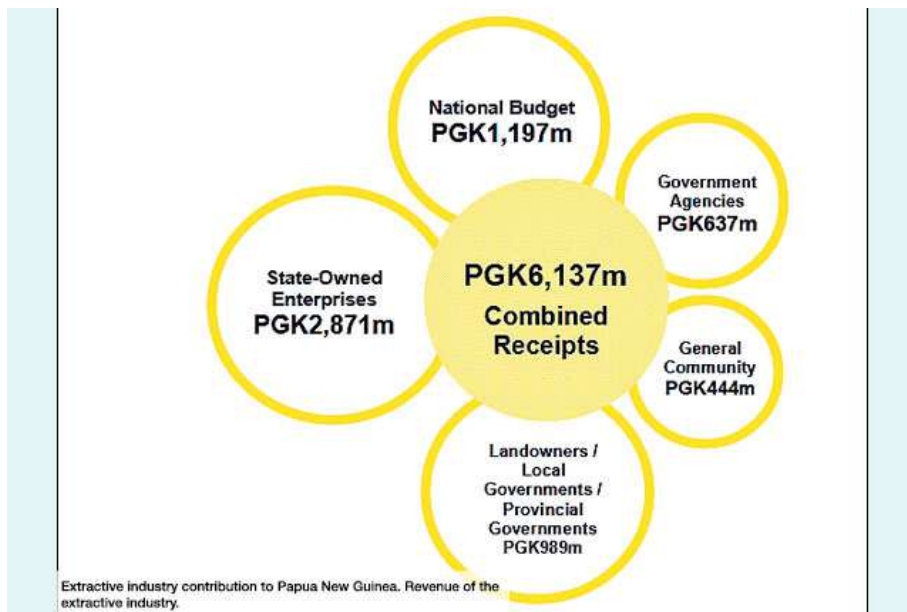 National Budget
PGK1,197m
Government
Agencies
PGK637m
State-Owned
Enterprises
PGK2,871m
PGK6,137m
Combined
Receipts
General
Community
PGK444m
Landowners /
Local
Governments /
Provincial
Governments
PGK989m
Extractive industry contribution to Papua New Guinea. Revenue of the
extractive industry.